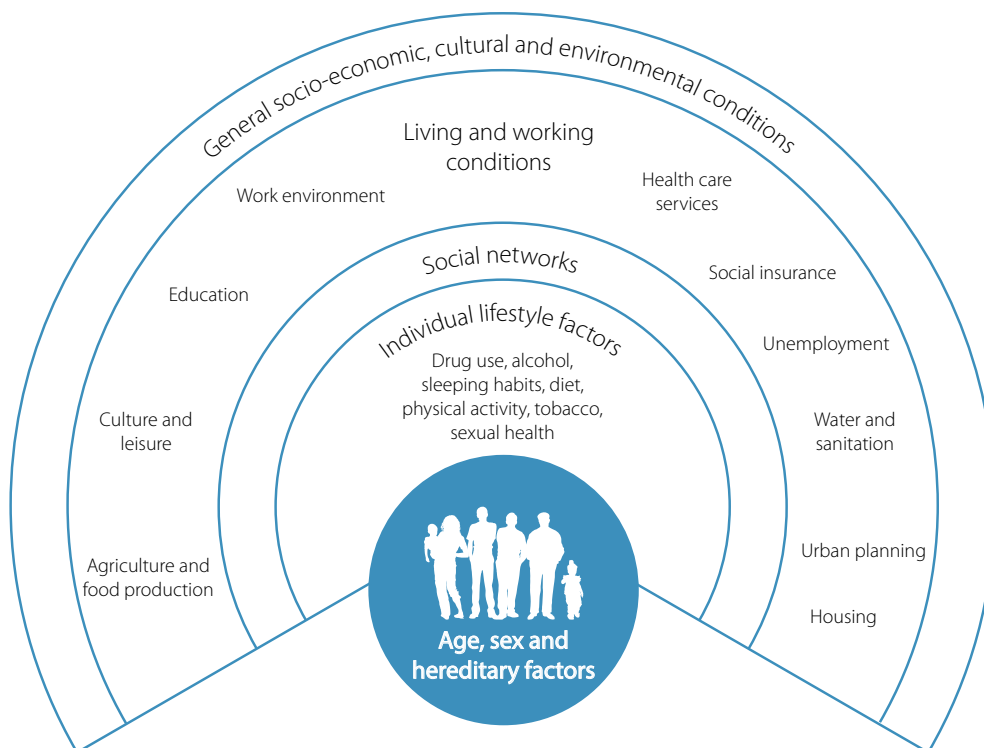 General socio-economic, cultural and environmental conditions
Living and working
conditions
Work environment
Health care
services
Education
Social insurance
Unemployment
Culture and
leisure
Water and
sanitation
Agriculture and
food production
Urban planning
Housing
Social networks
Individual lifestyle factors
Drug use, alcohol,
sleeping habits, diet,
physical activity, tobacco,
sexual health
Age, sex and
hereditary factors